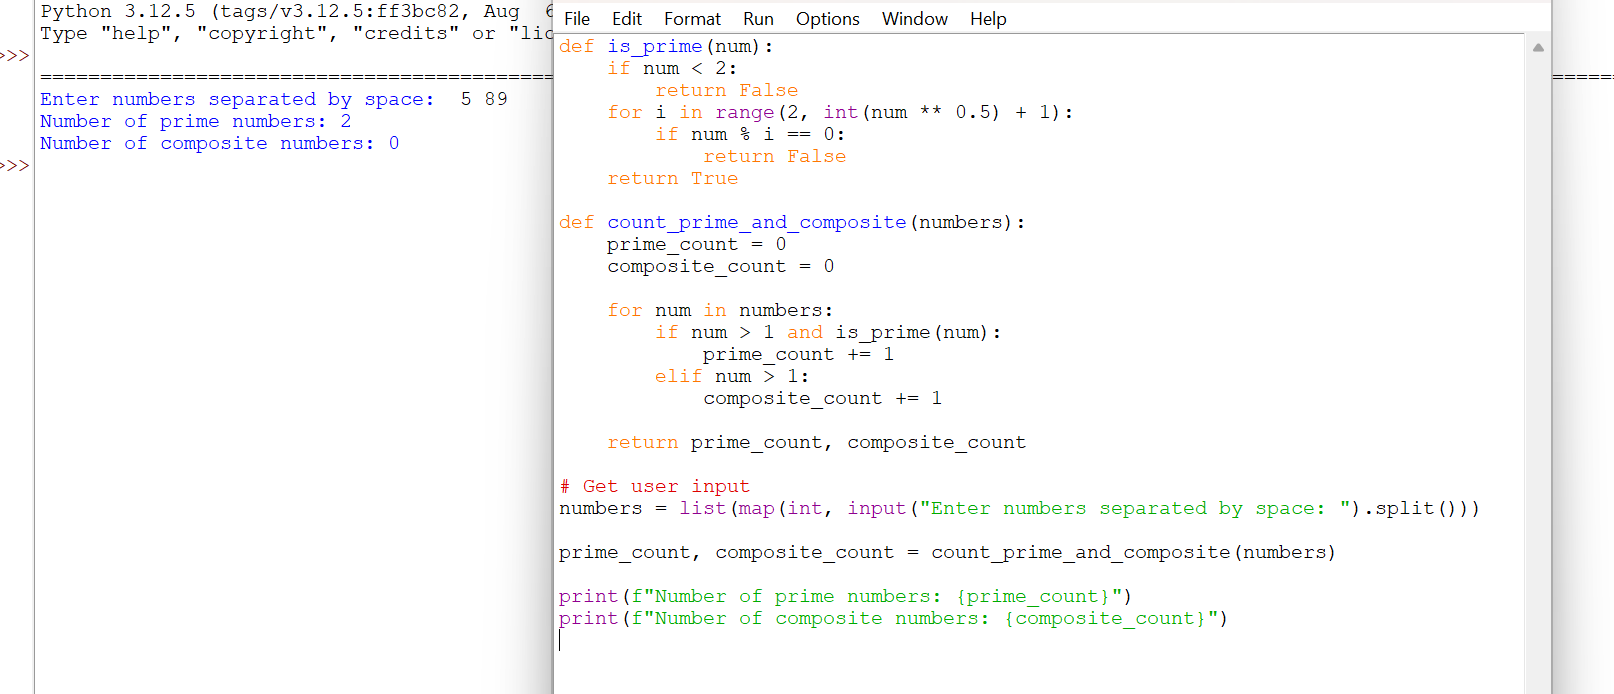 Python 3.12.5 (tags/v3.12.5:ff3bc82, Aug
Type "help", "copyright", "credits" or "lic
>>>
=====================================================
Enter numbers separated by space:  5 89
Number of prime numbers: 2
Number of composite numbers: 0
>>>
File Edit Format Run Options Window Help
def is_prime(num):
    if num < 2:
        return False
    for i in range(2, int(num ** 0.5) + 1):
        if num % i == 0:
            return False
    return True
def count_prime_and_composite(numbers):
    prime_count = 0
    composite_count = 0
    for num in numbers:
        if num > 1 and is_prime(num):
            prime_count += 1
        elif num > 1:
            composite_count += 1
    return prime_count, composite_count
# Get user input
numbers = list(map(int, input("Enter numbers separated by space: ").split()))
prime_count, composite_count = count_prime_and_composite(numbers)
print(f"Number of prime numbers: {prime_count}")
print(f"Number of composite numbers: {composite_count}")